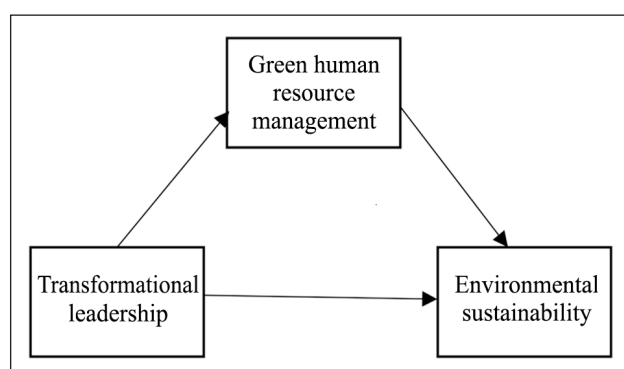 Green human
resource
management
Transformational
leadership
Environmental
sustainability